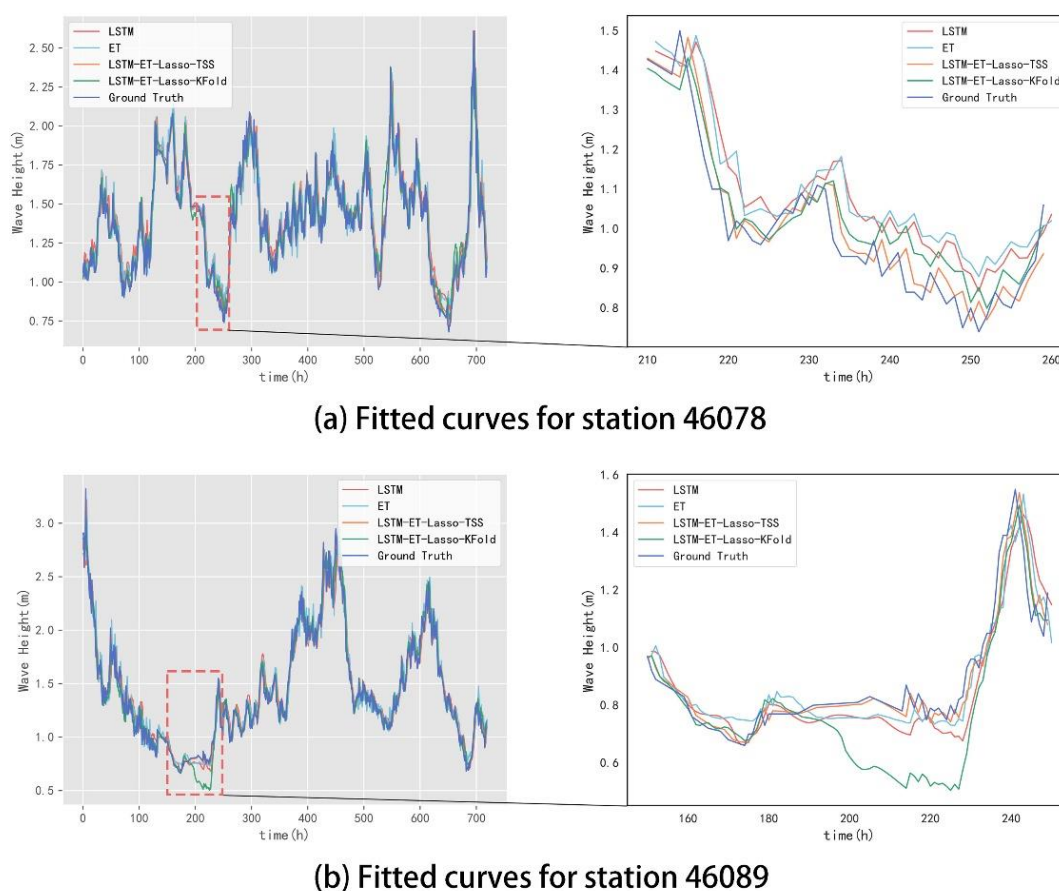 LSTM
ET
LSTM-ET-Lasso-TSS
LSTM-ET-Lasso-KFold
Ground Truth
Wave Height(m)
2.50
2.25
2.00
1.75
1.50
1.25
1.00
0.75
0 100 200 300 400 500 600 700
time(h)
LSTM
ET
LSTM-ET-Lasso-TSS
LSTM-ET-Lasso-KFold
Ground Truth
Wave Height(m)
1.5
1.4
1.3
1.2
1.1
1.0
0.9
0.8
210 220 230 240 250 260
time(h)
(a) Fitted curves for station 46078
LSTM
ET
LSTM-ET-Lasso-TSS
LSTM-ET-Lasso-KFold
Ground Truth
Wave Height(m)
3.0
2.5
2.0
1.5
1.0
0.5
0 100 200 300 400 500 600 700
time(h)
LSTM
ET
LSTM-ET-Lasso-TSS
LSTM-ET-Lasso-KFold
Ground Truth
Wave Height(m)
1.6
1.4
1.2
1.0
0.8
0.6
160 180 200 220 240
time(h)
(b) Fitted curves for station 46089